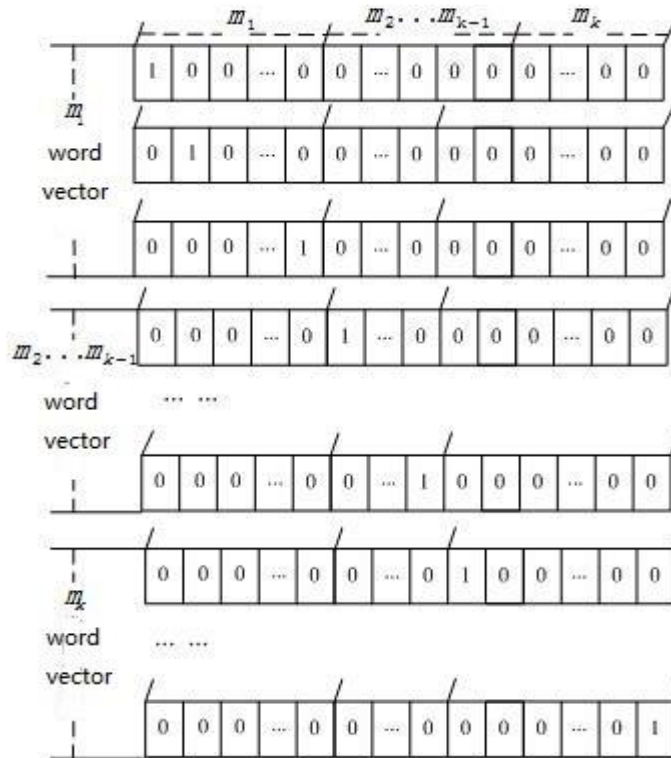 m₁ m₂...mₖ₋₁ mₖ
1 0 0 ... 0 0 ... 0 0 0 0 ... 0 0
m₁
word
vector
0 1 0 ... 0 0 ... 0 0 0 0 ... 0 0
0 0 0 ... 1 0 ... 0 0 0 0 ... 0 0
0 0 0 ... 0 1 ... 0 0 0 0 ... 0 0
m₂...mₖ₋₁
word
vector
... ...
0 0 0 ... 0 0 ... 1 0 0 0 ... 0 0
0 0 0 ... 0 0 ... 0 1 0 0 ... 0 0
mₖ
word
vector
... ...
0 0 0 ... 0 0 ... 0 0 0 0 ... 0 1